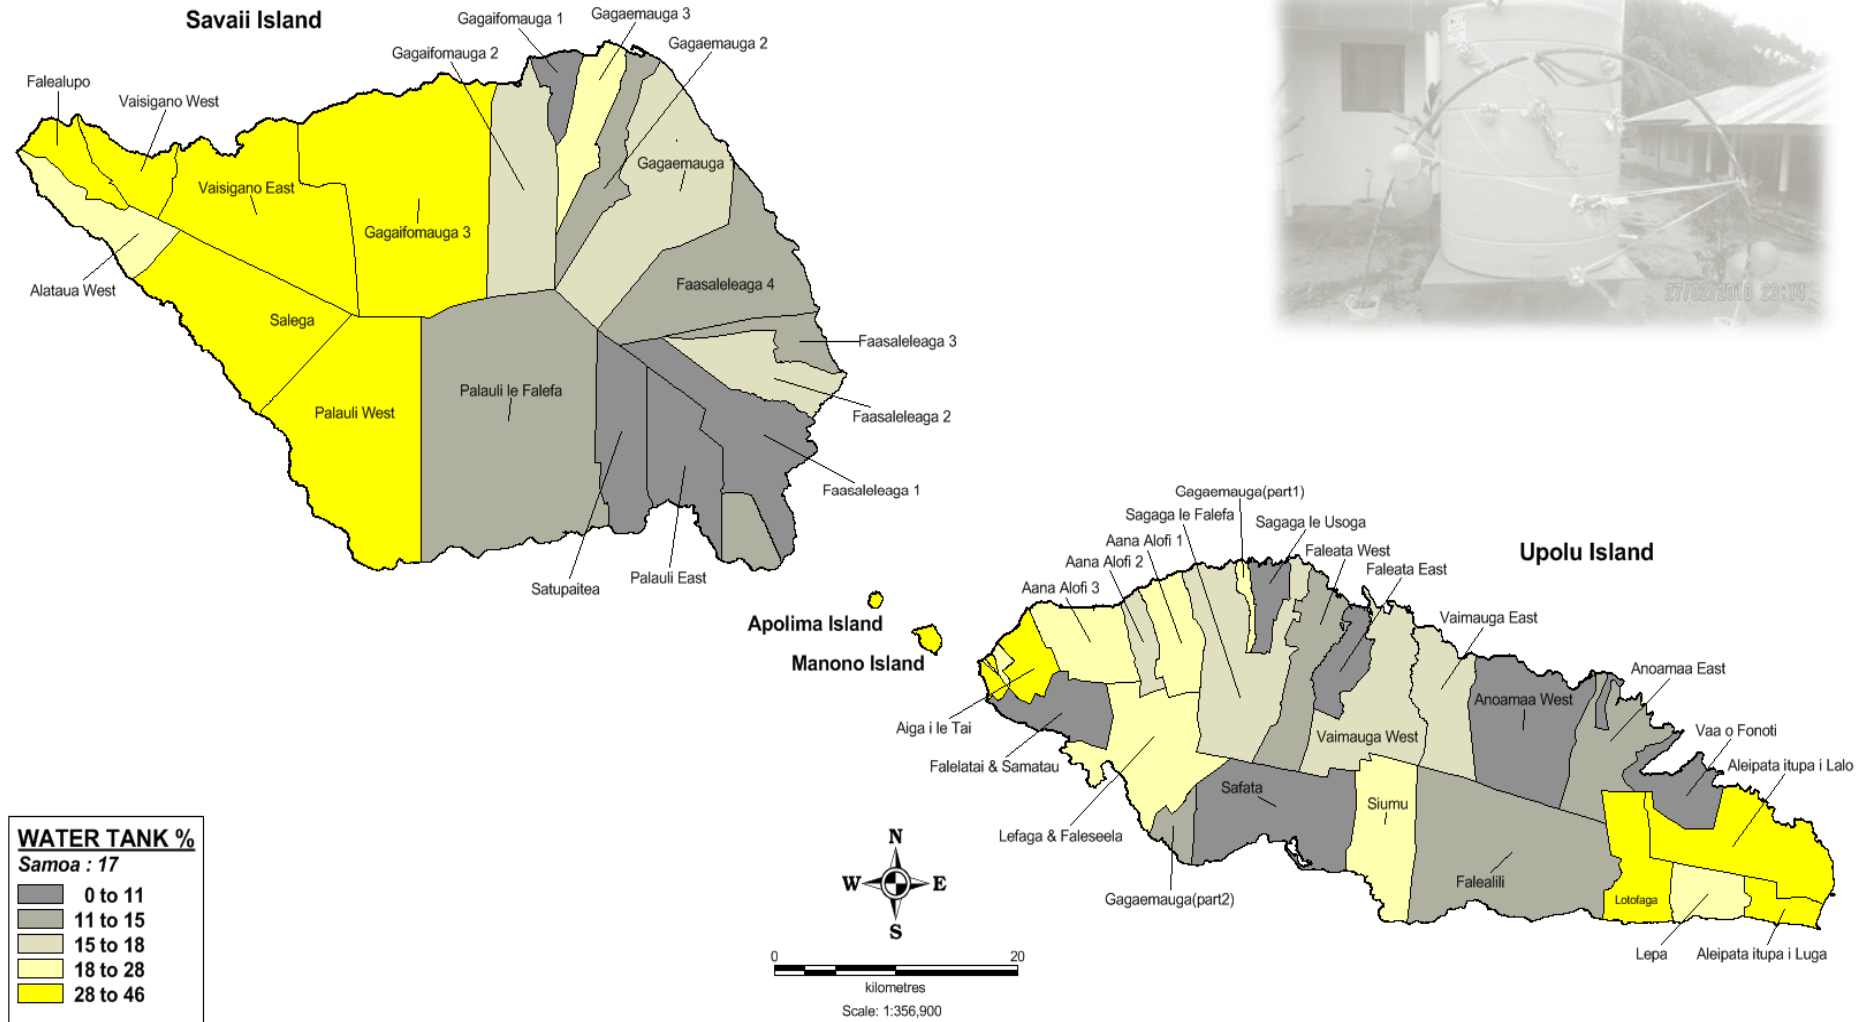 Savaii Island
Gagaifomauga 1
Gagaemauga 3
Gagaifomauga 2
Gagaemauga 2
Falealupo
Vaisigano West
Vaisigano East
Gagaemauga
Gagaifomauga 3
Alataua West
Salega
Faasaleleaga 4
Faasaleleaga 3
Palauli le Falefa
Palauli West
Faasaleleaga 2
Faasaleleaga 1
Satupaitea
Palauli East
27/02/2016 23:14
Apolima Island
Manono Island
Upolu Island
Gagaemauga(part1)
Sagaga le Falefa
Sagaga le Usoga
Aana Alofi 1
Faleata West
Aana Alofi 2
Faleata East
Aana Alofi 3
Vaimauga East
Anoamaa East
Anoamaa West
Aiga i le Tai
Vaimauga West
Vaa o Fonoti
Falelatai & Samatau
Aleipata itupa i Lalo
Safata
Siumu
Lefaga & Faleseela
Falealili
Lotofaga
Gagaemauga(part2)
Lepa
Aleipata itupa i Luga
WATER TANK %
Samoa : 17
0 to 11
11 to 15
15 to 18
18 to 28
28 to 46
N
W E
S
0 20
kilometres
Scale: 1:356,900